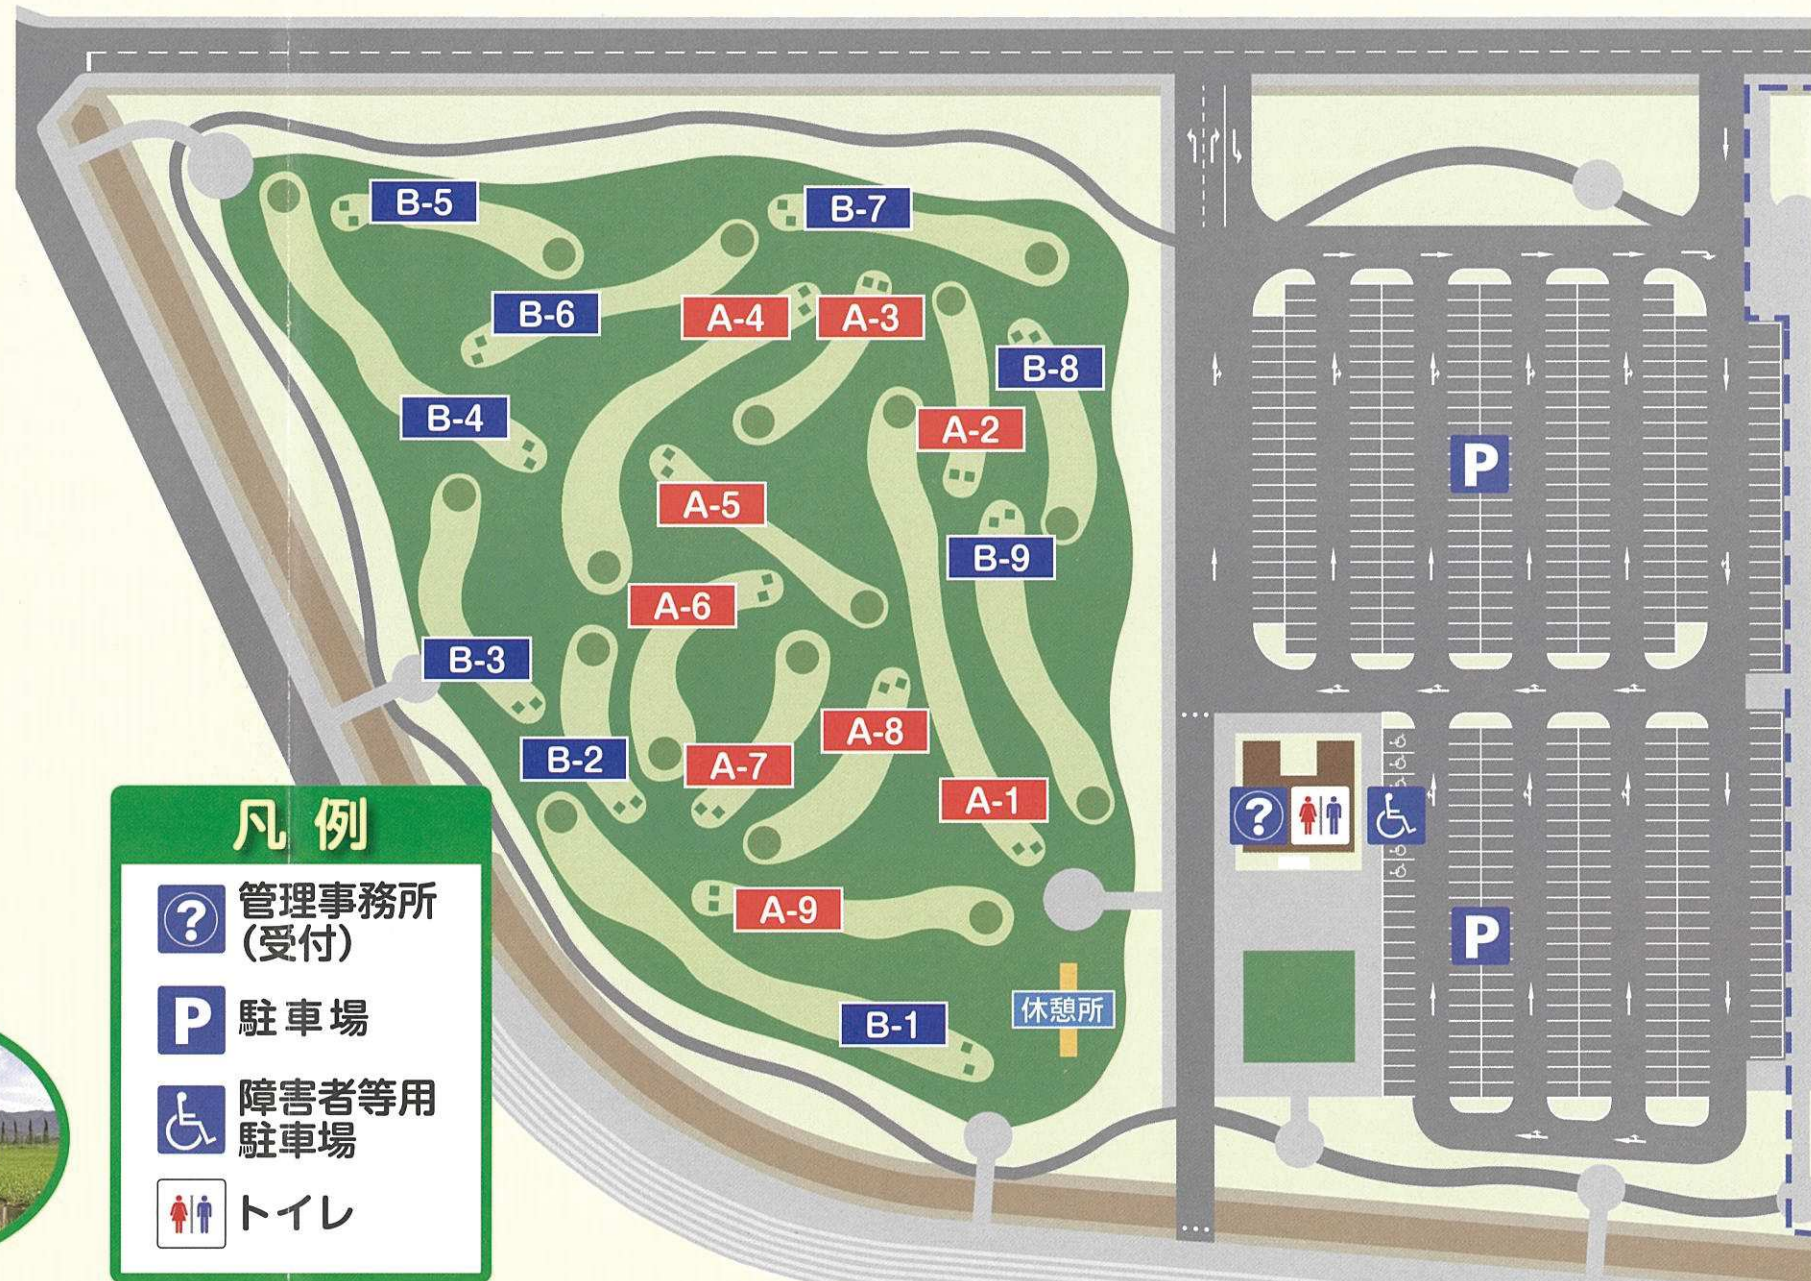 B-5
B-7
B-6
A-4
A-3
B-8
B-4
A-2
P
A-5
B-9
A-6
B-3
A-8
B-2
A-7
A-1
?
A-9
P
B-1
休憩所
凡例
?
管理事務所
(受付)
P
駐車場
障害者等用
駐車場
トイレ